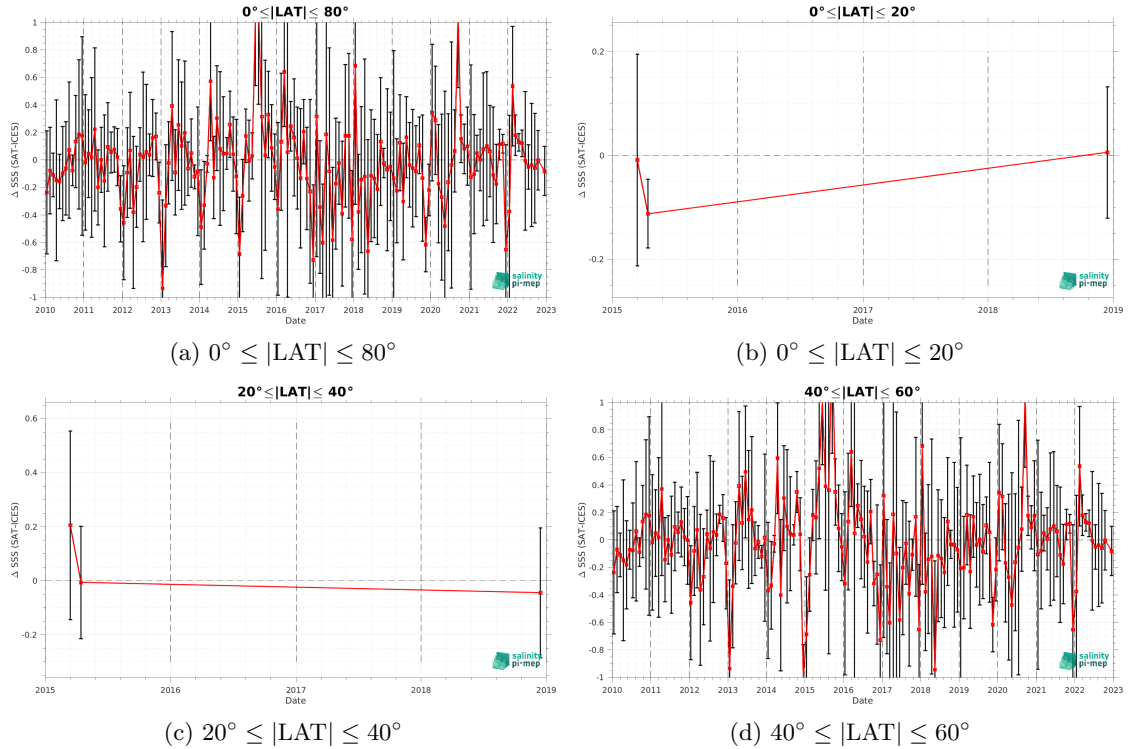 0°≤|LAT|≤ 80°
1
0.8
0.6
0.4
0.2
0
-0.2
-0.4
-0.6
-0.8
-1
Δ SSS (SAT-ICES)
2010 2011 2012 2013 2014 2015 2016 2017 2018 2019 2020 2021 2022 2023
Date
salinity
pi-mep
(a) 0° ≤ |LAT| ≤ 80°
0°≤|LAT|≤ 20°
0.2
0
-0.2
Δ SSS (SAT-ICES)
2015 2016 2017 2018 2019
Date
salinity
pi-mep
(b) 0° ≤ |LAT| ≤ 20°
20°≤|LAT|≤ 40°
0.6
0.4
0.2
0
-0.2
Δ SSS (SAT-ICES)
2015 2016 2017 2018 2019
Date
salinity
pi-mep
(c) 20° ≤ |LAT| ≤ 40°
40°≤|LAT|≤ 60°
1
0.8
0.6
0.4
0.2
0
-0.2
-0.4
-0.6
-0.8
-1
Δ SSS (SAT-ICES)
2010 2011 2012 2013 2014 2015 2016 2017 2018 2019 2020 2021 2022 2023
Date
salinity
pi-mep
(d) 40° ≤ |LAT| ≤ 60°